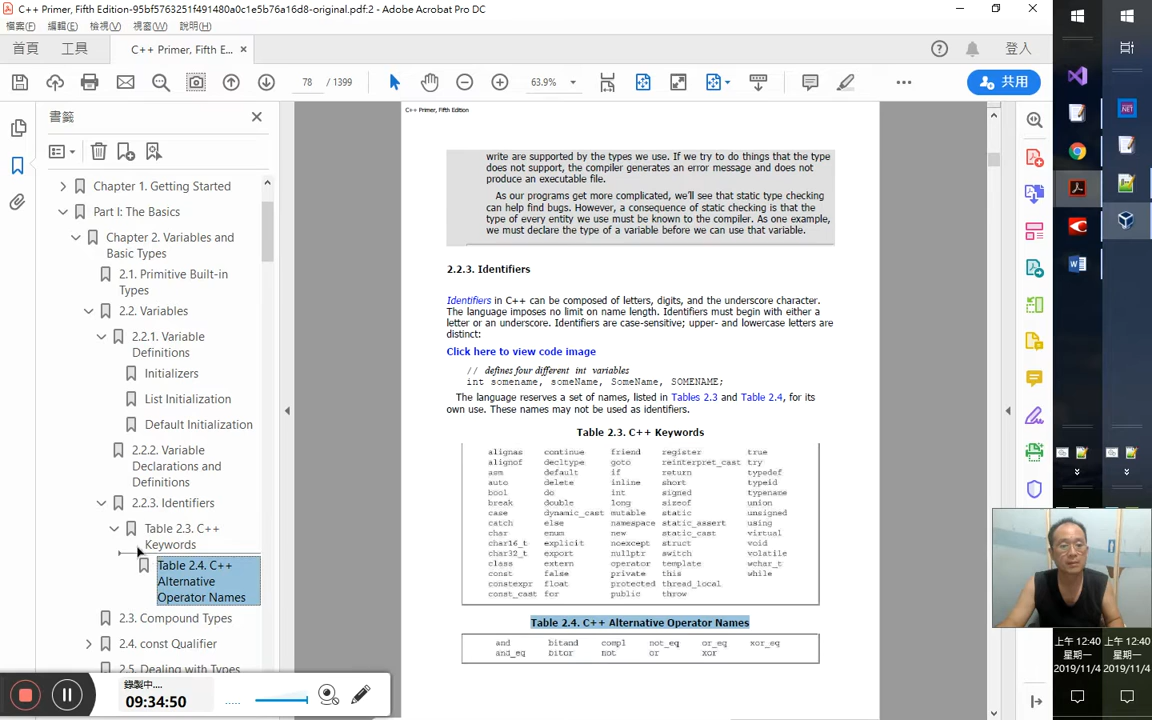 C++ Primer, Fifth Edition-95bf5763251f491480a0c1e5b76a16d8-original.pdf:2 - Adobe Acrobat Pro DC
檔案(F) 編輯(E) 檢視(V) 視窗(W) 說明(H)
首頁 工具 C++ Primer, Fifth E... × 登入
78 / 1399 63.9% 共用
書籤
Chapter 1. Getting Started
Part I: The Basics
Chapter 2. Variables and
Basic Types
2.1. Primitive Built-in
Types
2.2. Variables
2.2.1. Variable
Definitions
Initializers
List Initialization
Default Initialization
2.2.2. Variable
Declarations and
Definitions
2.2.3. Identifiers
Table 2.3. C++
Keywords
Table 2.4. C++
Alternative
Operator Names
2.3. Compound Types
2.4. const Qualifier
2.5. Dealing with Types
錄製中....
09:34:50
C++ Primer, Fifth Edition
write are supported by the types we use. If we try to do things that the type
does not support, the compiler generates an error message and does not
produce an executable file.
As our programs get more complicated, we'll see that static type checking
can help find bugs. However, a consequence of static checking is that the
type of every entity we use must be known to the compiler. As one example,
we must declare the type of a variable before we can use that variable.
2.2.3. Identifiers
Identifiers in C++ can be composed of letters, digits, and the underscore character.
The language imposes no limit on name length. Identifiers must begin with either a
letter or an underscore. Identifiers are case-sensitive; upper- and lowercase letters are
distinct:
Click here to view code image
// defines four different int variables
int somename, someName, SomeName, SOMENAME;
The language reserves a set of names, listed in Tables 2.3 and Table 2.4, for its
own use. These names may not be used as identifiers.
Table 2.3. C++ Keywords
alignas continue friend register true
alignof decltype goto reinterpret_cast try
asm default if return typedef
auto delete inline short typeid
bool do int signed typename
break double long sizeof union
case dynamic_cast mutable static unsigned
catch else namespace static_assert using
char enum new static_cast virtual
char16_t explicit noexcept struct void
char32_t export nullptr switch volatile
class extern operator template wchar_t
const false private this while
constexpr float protected thread_local
const_cast for public throw
Table 2.4. C++ Alternative Operator Names
and bitand compl not_eq or_eq xor_eq
and_eq bitor not or xor
上午 12:40 上午 12:40
星期一 星期一
2019/11/4 2019/11/4